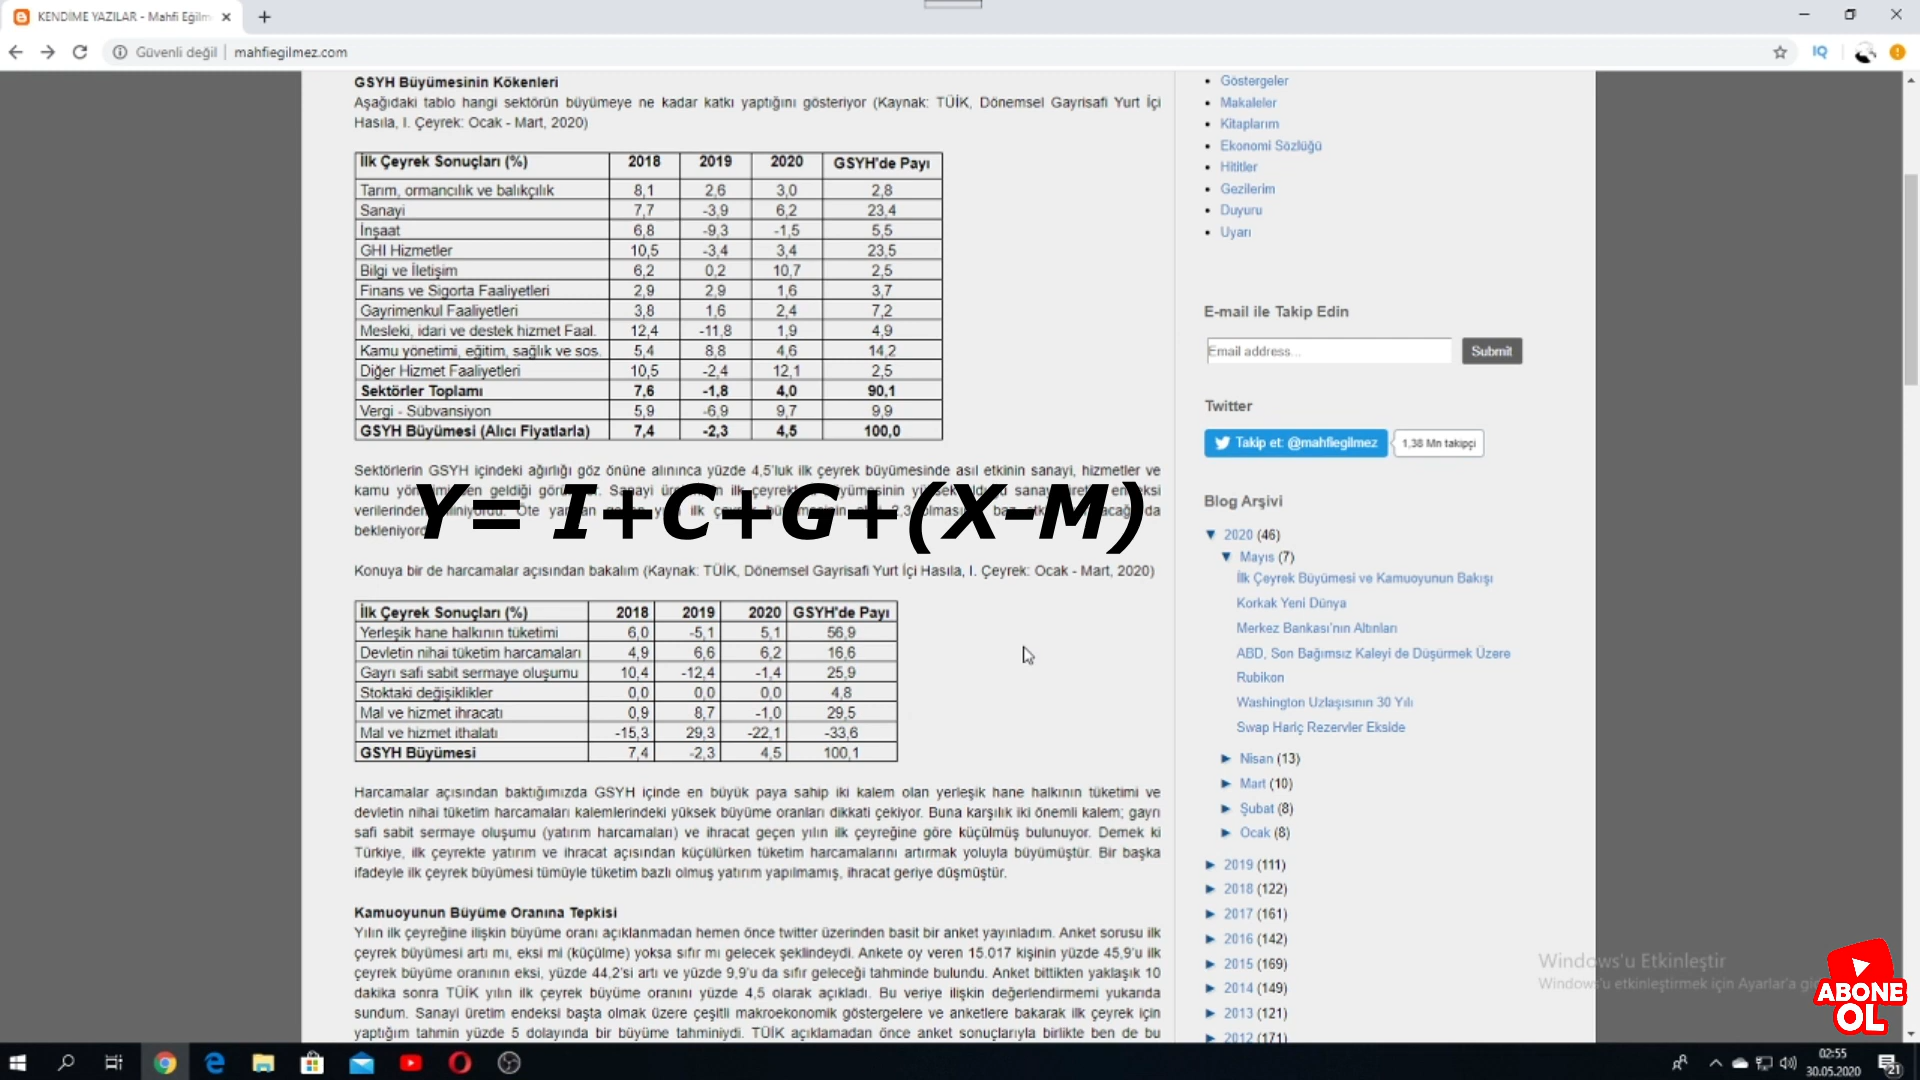 KENDİME YAZILAR - Mahfi Eğilm
Güvenli değil
mahfiegilmez.com
IQ
GSYH Büyümesinin Kökenleri
Aşağıdaki tablo hangi sektörün büyümeye ne kadar katkı yaptığını gösteriyor (Kaynak: TÜİK, Dönemsel Gayrisafi Yurt İçi
Hasıla, I. Çeyrek: Ocak - Mart, 2020)
İlk Çeyrek Sonuçları (%) 2018 2019 2020 GSYH'de Payı
Tarım, ormancılık ve balıkçılık 8,1 2,6 3,0 2,8
Sanayi 7,7 -3,9 6,2 23,4
İnşaat 6,8 -9,3 -1,5 5,5
GHI Hizmetler 10,5 -3,4 3,4 23,5
Bilgi ve İletişim 6,2 0,2 10,7 2,5
Finans ve Sigorta Faaliyetleri 2,9 2,9 1,6 3,7
Gayrimenkul Faaliyetleri 3,8 1,6 2,4 7,2
Mesleki, idari ve destek hizmet Faal. 12,4 -11,8 1,9 4,9
Kamu yönetimi, eğitim, sağlık ve sos. 5,4 8,8 4,6 14,2
Diğer Hizmet Faaliyetleri 10,5 -2,4 12,1 2,5
Sektörler Toplamı 7,6 -1,8 4,0 90,1
Vergi - Sübvansiyon 5,9 -6,9 9,7 9,9
GSYH Büyümesi (Alıcı Fiyatlarla) 7,4 -2,3 4,5 100,0
Sektörlerin GSYH içindeki ağırlığı göz önüne alınınca yüzde 4,5'luk ilk çeyrek büyümesinde asıl etkinin sanayi, hizmetler ve
kamu geldiği Sanayi ilk
verilerinden Öte ilk 2,3 baz da
Y= I+C+G+(X-M)
Konuya bir de harcamalar açısından bakalım (Kaynak: TÜİK, Dönemsel Gayrisafi Yurt İçi Hasıla, I. Çeyrek: Ocak - Mart, 2020)
İlk Çeyrek Sonuçları (%) 2018 2019 2020 GSYH'de Payı
Yerleşik hane halkının tüketimi 6,0 -5,1 5,1 56,9
Devletin nihai tüketim harcamaları 4,9 6,6 6,2 16,6
Gayrı safi sabit sermaye oluşumu 10,4 -12,4 -1,4 25,9
Stoktaki değişiklikler 0,0 0,0 0,0 4,8
Mal ve hizmet ihracatı 0,9 8,7 -1,0 29,5
Mal ve hizmet ithalatı -15,3 29,3 -22,1 -33,6
GSYH Büyümesi 7,4 -2,3 4,5 100,1
Harcamalar açısından baktığımızda GSYH içinde en büyük paya sahip iki kalem olan yerleşik hane halkının tüketimi ve
devletin nihai tüketim harcamaları kalemlerindeki yüksek büyüme oranları dikkati çekiyor. Buna karşılık iki önemli kalem; gayrı
safi sabit sermaye oluşumu (yatırım harcamaları) ve ihracat geçen yılın ilk çeyreğine göre küçülmüş bulunuyor. Demek ki
Türkiye, ilk çeyrekte yatırım ve ihracat açısından küçülürken tüketim harcamalarını artırmak yoluyla büyümüştür. Bir başka
ifadeyle ilk çeyrek büyümesi tümüyle tüketim bazlı olmuş yatırım yapılmamış, ihracat geriye düşmüştür.
Kamuoyunun Büyüme Oranına Tepkisi
Yılın ilk çeyreğine ilişkin büyüme oranı açıklanmadan hemen önce twitter üzerinden basit bir anket yayınladım. Anket sorusu ilk
çeyrek büyümesi artı mı, eksi mi (küçülme) yoksa sıfır mı gelecek şeklindeydi. Ankete oy veren 15.017 kişinin yüzde 45,9'u ilk
çeyrek büyüme oranının eksi, yüzde 44,2'si artı ve yüzde 9,9'u da sıfır geleceği tahmininde bulundu. Anket bittikten yaklaşık 10
dakika sonra TÜİK yılın ilk çeyrek büyüme oranını yüzde 4,5 olarak açıkladı. Bu veriye ilişkin değerlendirmemi yukarıda
sundum. Sanayi üretim endeksi başta olmak üzere çeşitli makroekonomik göstergelere ve anketlere bakarak ilk çeyrek için
yaptığım tahmin yüzde 5 dolayında bir büyüme tahminiydi. TÜİK açıklamadan önce anket sonuçlarıyla birlikte ben de bu
Göstergeler
Makaleler
Kitaplarım
Ekonomi Sözlüğü
Hititler
Gezilerim
Duyuru
Uyarı
E-mail ile Takip Edin
Email address...
Submit
Twitter
Takip et: @mahfiegilmez
1,38 Mn takipçi
Blog Arşivi
▼ 2020 (46)
▼ Mayıs (7)
İlk Çeyrek Büyümesi ve Kamuoyunun Bakışı
Korkak Yeni Dünya
Merkez Bankası'nın Altınları
ABD, Son Bağımsız Kaleyi de Düşürmek Üzere
Rubikon
Washington Uzlaşısının 30 Yılı
Swap Hariç Rezervler Ekside
► Nisan (13)
► Mart (10)
► Şubat (8)
► Ocak (8)
► 2019 (111)
► 2018 (122)
► 2017 (161)
► 2016 (142)
► 2015 (169)
► 2014 (149)
► 2013 (121)
► 2012 (171)
Windows'u Etkinleştir
Windows'u etkinleştirmek için Ayarlar'a
ABONE
OL
02:55
30.05.2020
21